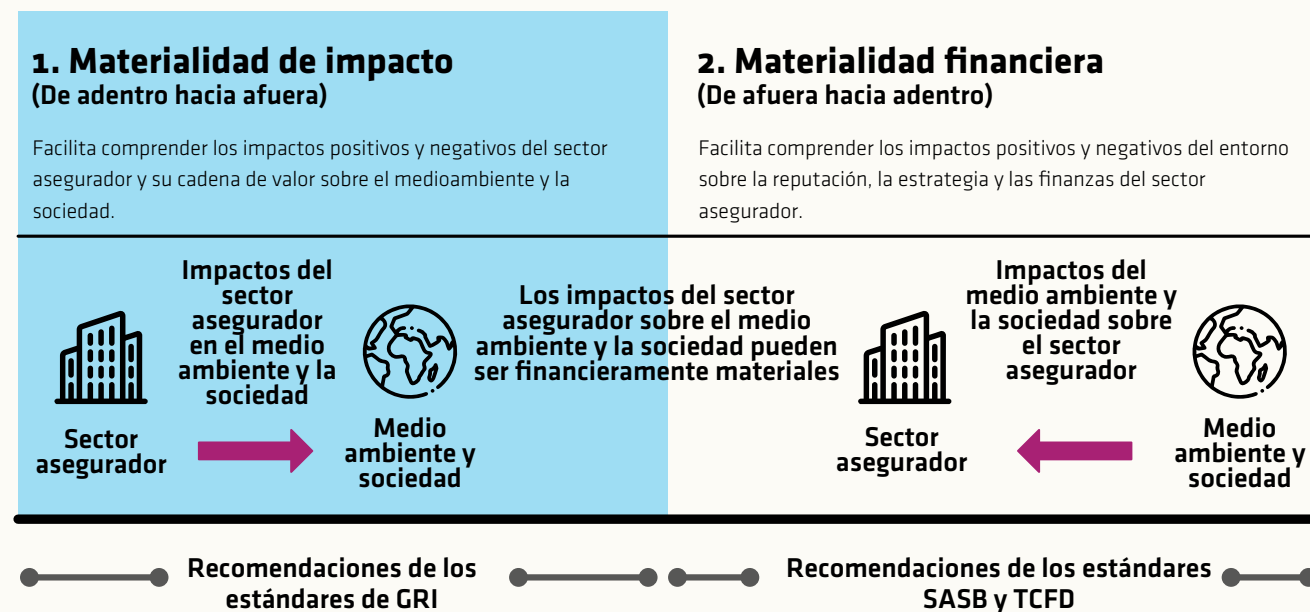 1. Materialidad de impacto
(De adentro hacia afuera)
Facilita comprender los impactos positivos y negativos del sector
asegurador y su cadena de valor sobre el medioambiente y la
sociedad.
2. Materialidad financiera
(De afuera hacia adentro)
Facilita comprender los impactos positivos y negativos del entorno
sobre la reputación, la estrategia y las finanzas del sector
asegurador.
Sector
asegurador
Impactos del
sector
asegurador
en el medio
ambiente y la
sociedad
Medio
ambiente y
sociedad
Los impactos del sector
asegurador sobre el medio
ambiente y la sociedad pueden
ser financieramente materiales
Sector
asegurador
Impactos del
medio ambiente y
la sociedad sobre
el sector
asegurador
Medio
ambiente y
sociedad
Recomendaciones de los
estándares de GRI
Recomendaciones de los estándares
SASB y TCFD